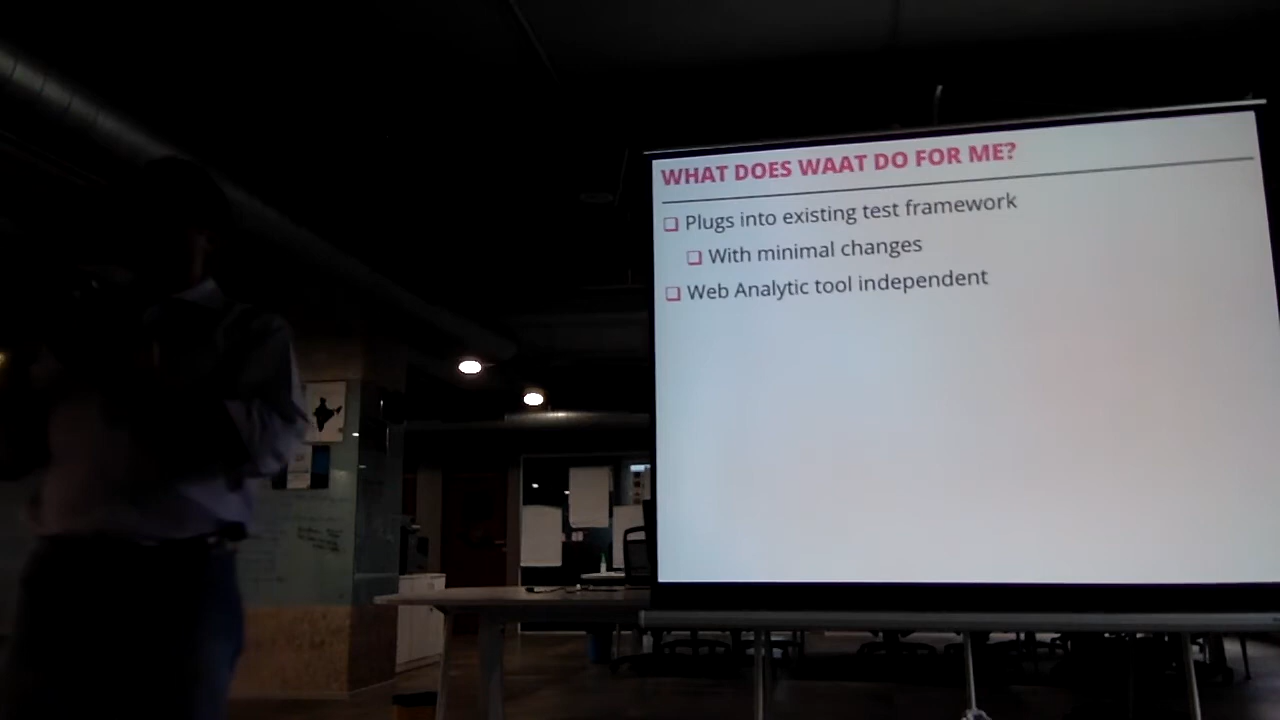 WHAT DOES WAAT DO FOR ME?
Plugs into existing test framework
With minimal changes
Web Analytic tool independent